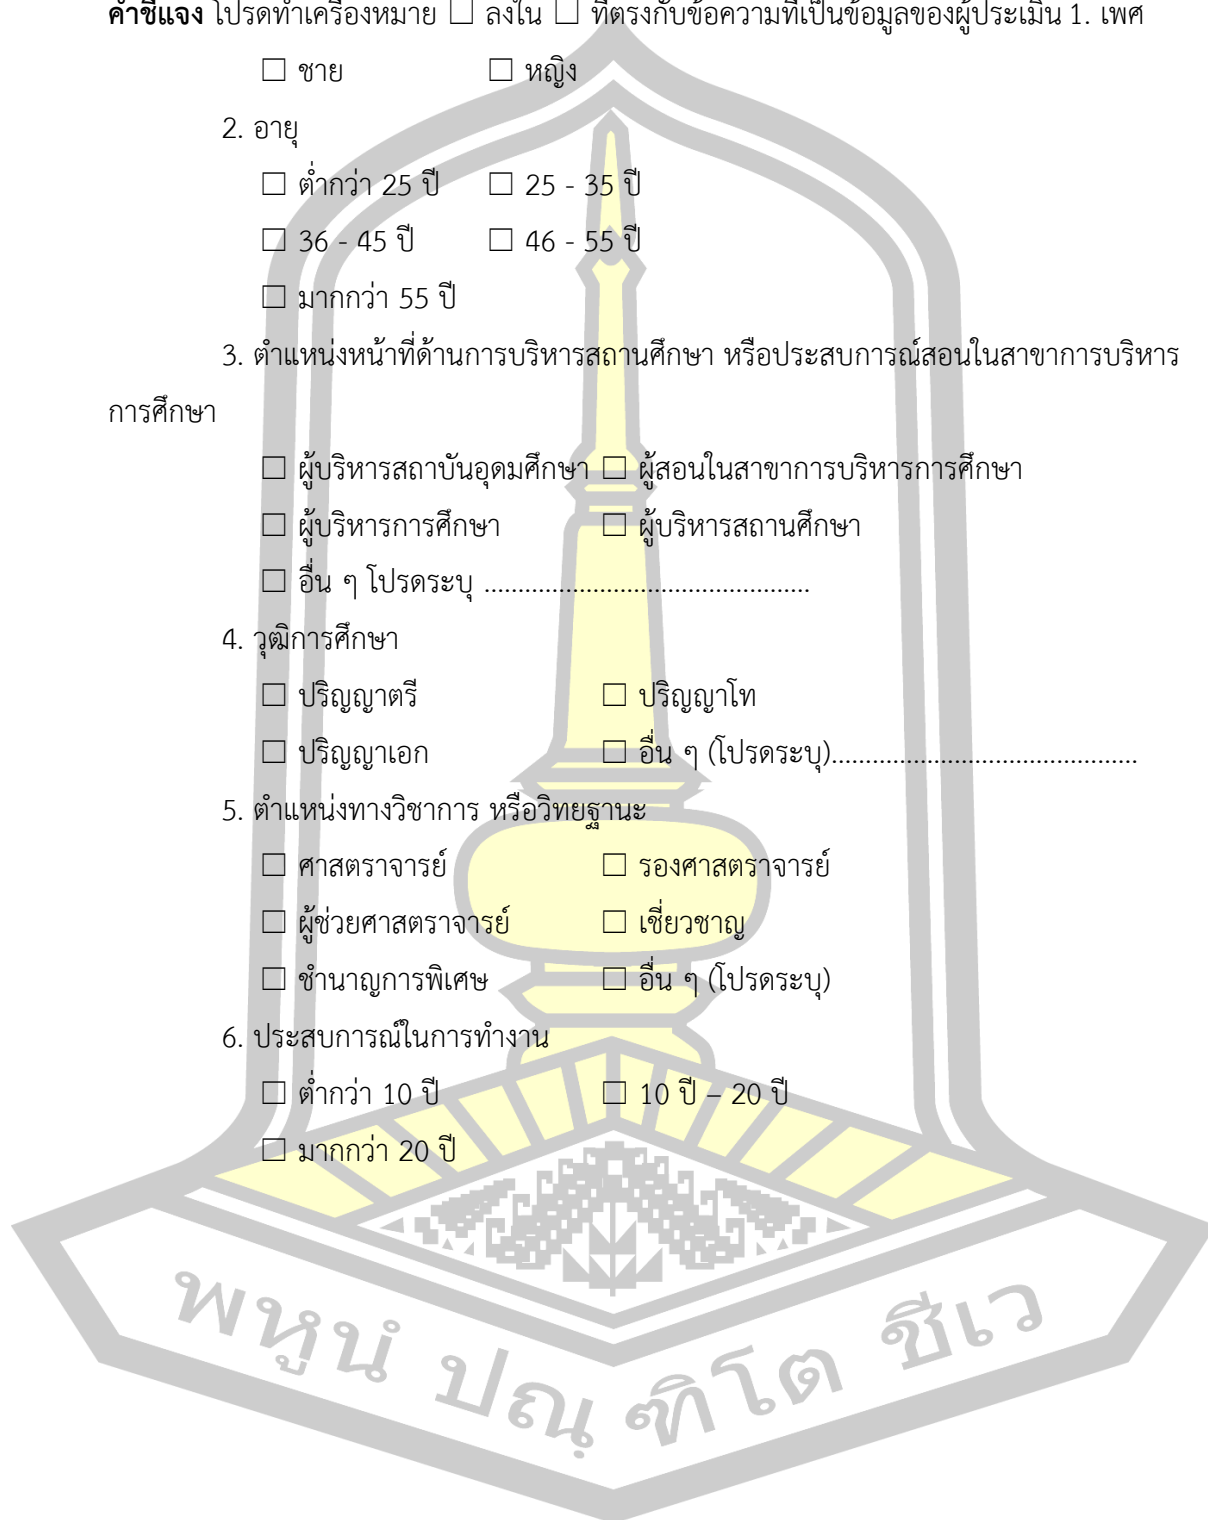 คำชี้แจง โปรดทำเครื่องหมาย □ ลงใน □ ที่ตรงกับข้อความที่เป็นข้อมูลของผู้ประเมิน 1. เพศ
□ ชาย □ หญิง
2. อายุ
□ ต่ำกว่า 25 ปี □ 25 - 35 ปี
□ 36 - 45 ปี □ 46 - 55 ปี
□ มากกว่า 55 ปี
3. ตำแหน่งหน้าที่ด้านการบริหารสถานศึกษา หรือประสบการณ์สอนในสาขาการบริหาร
การศึกษา
□ ผู้บริหารสถาบันอุดมศึกษา □ ผู้สอนในสาขาการบริหารการศึกษา
□ ผู้บริหารการศึกษา □ ผู้บริหารสถานศึกษา
□ อื่น ๆ โปรดระบุ ................................................
4. วุฒิการศึกษา
□ ปริญญาตรี □ ปริญญาโท
□ ปริญญาเอก □ อื่น ๆ (โปรดระบุ).............................................
5. ตำแหน่งทางวิชาการ หรือวิทยฐานะ
□ ศาสตราจารย์ □ รองศาสตราจารย์
□ ผู้ช่วยศาสตราจารย์ □ เชี่ยวชาญ
□ ชำนาญการพิเศษ □ อื่น ๆ (โปรดระบุ)
6. ประสบการณ์ในการทำงาน
□ ต่ำกว่า 10 ปี □ 10 ปี – 20 ปี
□ มากกว่า 20 ปี
พหูนํ ปณฺ ฑิโต ชีเว